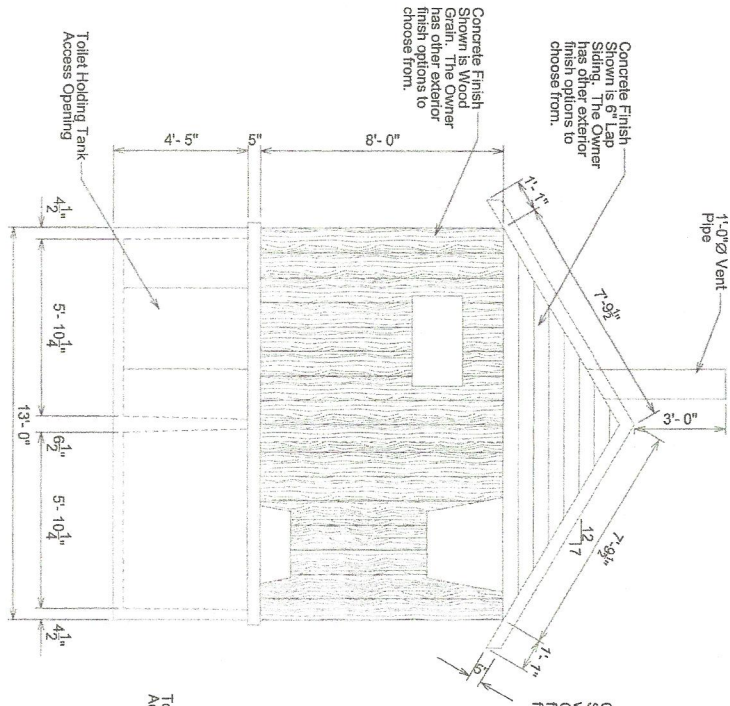 1'-0"Ø Vent
Pipe
Concrete Finish
Shown is 6" Lap
Siding. The Owner
has other exterior
finish options to
choose from.
Concrete Finish
Shown is Wood
Grain. The Owner
has other exterior
finish options to
choose from.
Toilet Holding Tank
Access Opening
3'- 0"
1'- 1"
7'-9½"
7'-9½"
12
7
1'- 1"
8'- 0"
5"
4'- 5"
4½"
5'- 10¼"
6½"
5'- 10¼"
4½"
13'- 0"